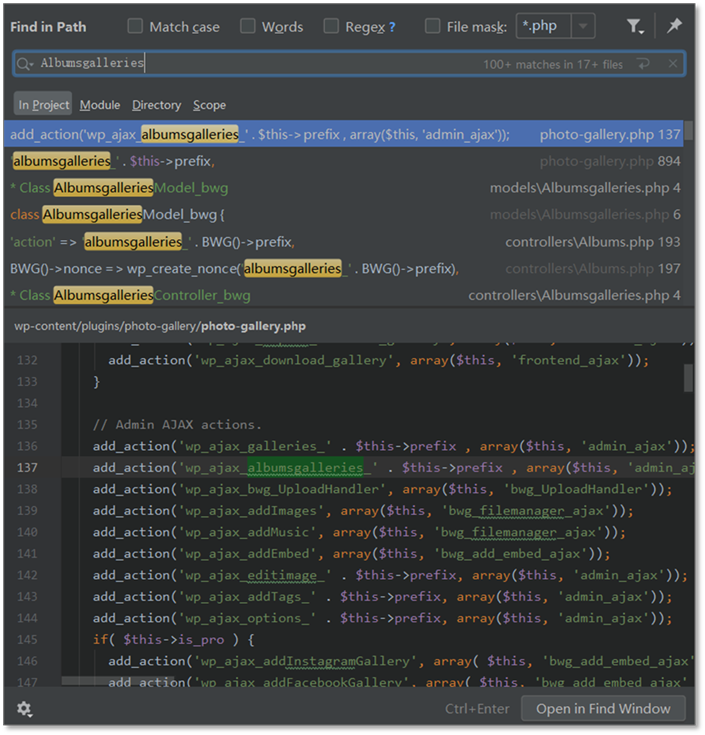 Find in Path Match case Words Regex ? File mask: *.php
Albumsgalleries 100+ matches in 17+ files
In Project Module Directory Scope
add_action('wp_ajax_albumsgalleries_' . $this->prefix , array($this, 'admin_ajax')); photo-gallery.php 137
'albumsgalleries_' . $this->prefix, photo-gallery.php 894
* Class AlbumsgalleriesModel_bwg models\Albumsgalleries.php 4
class AlbumsgalleriesModel_bwg { models\Albumsgalleries.php 6
'action' => 'albumsgalleries_' . BWG()->prefix, controllers\Albums.php 193
BWG()->nonce => wp_create_nonce('albumsgalleries_' . BWG()->prefix), controllers\Albums.php 197
* Class AlbumsgalleriesController_bwg controllers\Albumsgalleries.php 4
wp-content/plugins/photo-gallery/photo-gallery.php
132 add_action('wp_ajax_download_gallery', array($this, 'frontend_ajax'));
133 }
134
135 // Admin AJAX actions.
136 add_action('wp_ajax_galleries_' . $this->prefix , array($this, 'admin_ajax'));
137 add_action('wp_ajax_albumsgalleries_' . $this->prefix , array($this, 'admin_aj
138 add_action('wp_ajax_bwg_UploadHandler', array($this, 'bwg_UploadHandler'));
139 add_action('wp_ajax_addImages', array($this, 'bwg_filemanager_ajax'));
140 add_action('wp_ajax_addMusic', array($this, 'bwg_filemanager_ajax'));
141 add_action('wp_ajax_addEmbed', array($this, 'bwg_add_embed_ajax'));
142 add_action('wp_ajax_editimage_' . $this->prefix, array($this, 'admin_ajax'));
143 add_action('wp_ajax_addTags_' . $this->prefix, array($this, 'admin_ajax'));
144 add_action('wp_ajax_options_' . $this->prefix, array($this, 'admin_ajax'));
145 if( $this->is_pro ) {
146 add_action('wp_ajax_addInstagramGallery', array( $this, 'bwg_add_embed_ajax'
147 add_action('wp_ajax_addFacebookGallery', array( $this, 'bwg_add_embed_ajax'
Ctrl+Enter Open in Find Window